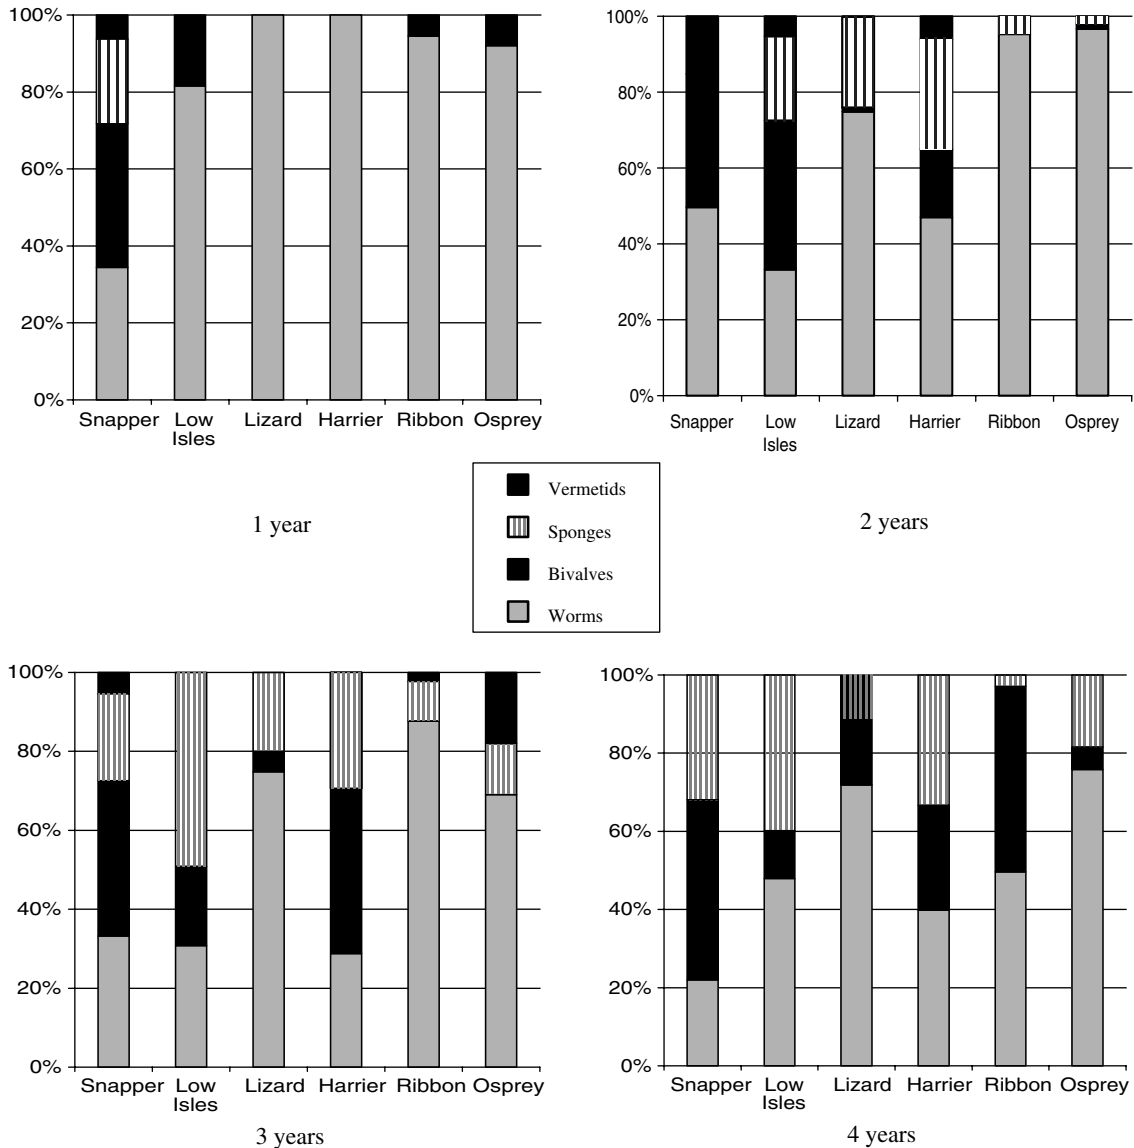 100%
80%
60%
40%
20%
0%
Snapper Low Isles Lizard Harrier Ribbon Osprey
1 year
100%
80%
60%
40%
20%
0%
Snapper Low Isles Lizard Harrier Ribbon Osprey
2 years
Vermetids
Sponges
Bivalves
Worms
100%
80%
60%
40%
20%
0%
Snapper Low Isles Lizard Harrier Ribbon Osprey
3 years
100%
80%
60%
40%
20%
0%
Snapper Low Isles Lizard Harrier Ribbon Osprey
4 years